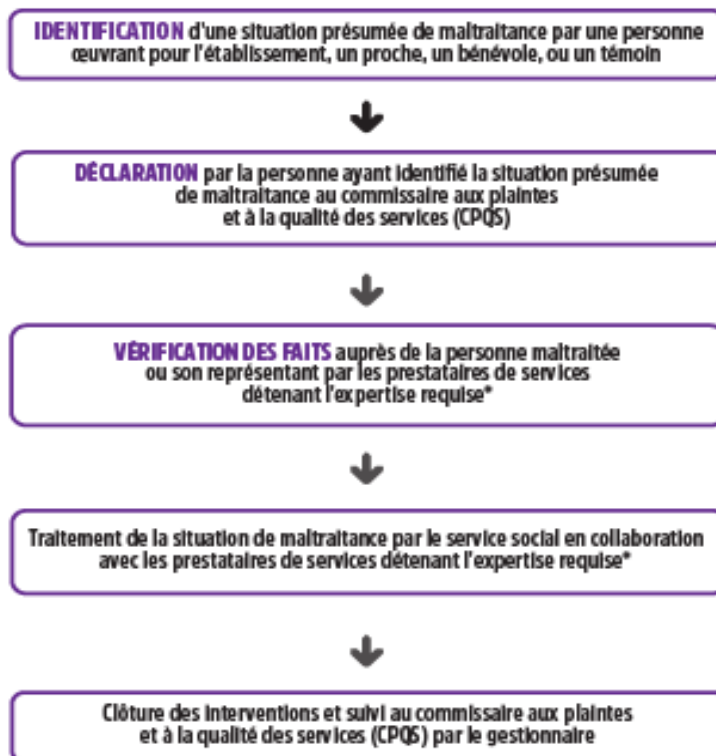 IDENTIFICATION d'une situation présumée de maltraitance par une personne
œuvrant pour l'établissement, un proche, un bénévole, ou un témoin
DÉCLARATION par la personne ayant identifié la situation présumée
de maltraitance au commissaire aux plaintes
et à la qualité des services (CPQS)
VÉRIFICATION DES FAITS auprès de la personne maltraitée
ou son représentant par les prestataires de services
détenant l'expertise requise*
Traitement de la situation de maltraitance par le service social en collaboration
avec les prestataires de services détenant l'expertise requise*
Clôture des interventions et suivi au commissaire aux plaintes
et à la qualité des services (CPQS) par le gestionnaire